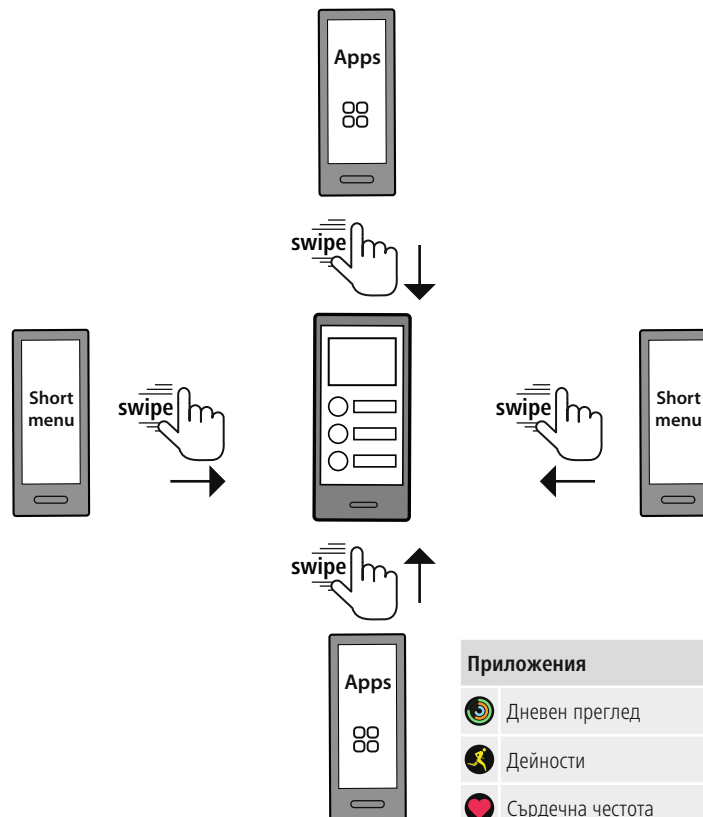 Apps
swipe
Short
menu
swipe
swipe
Short
menu
swipe
Apps
Приложения
Дневен преглед
Дейности
Сърдечна честота